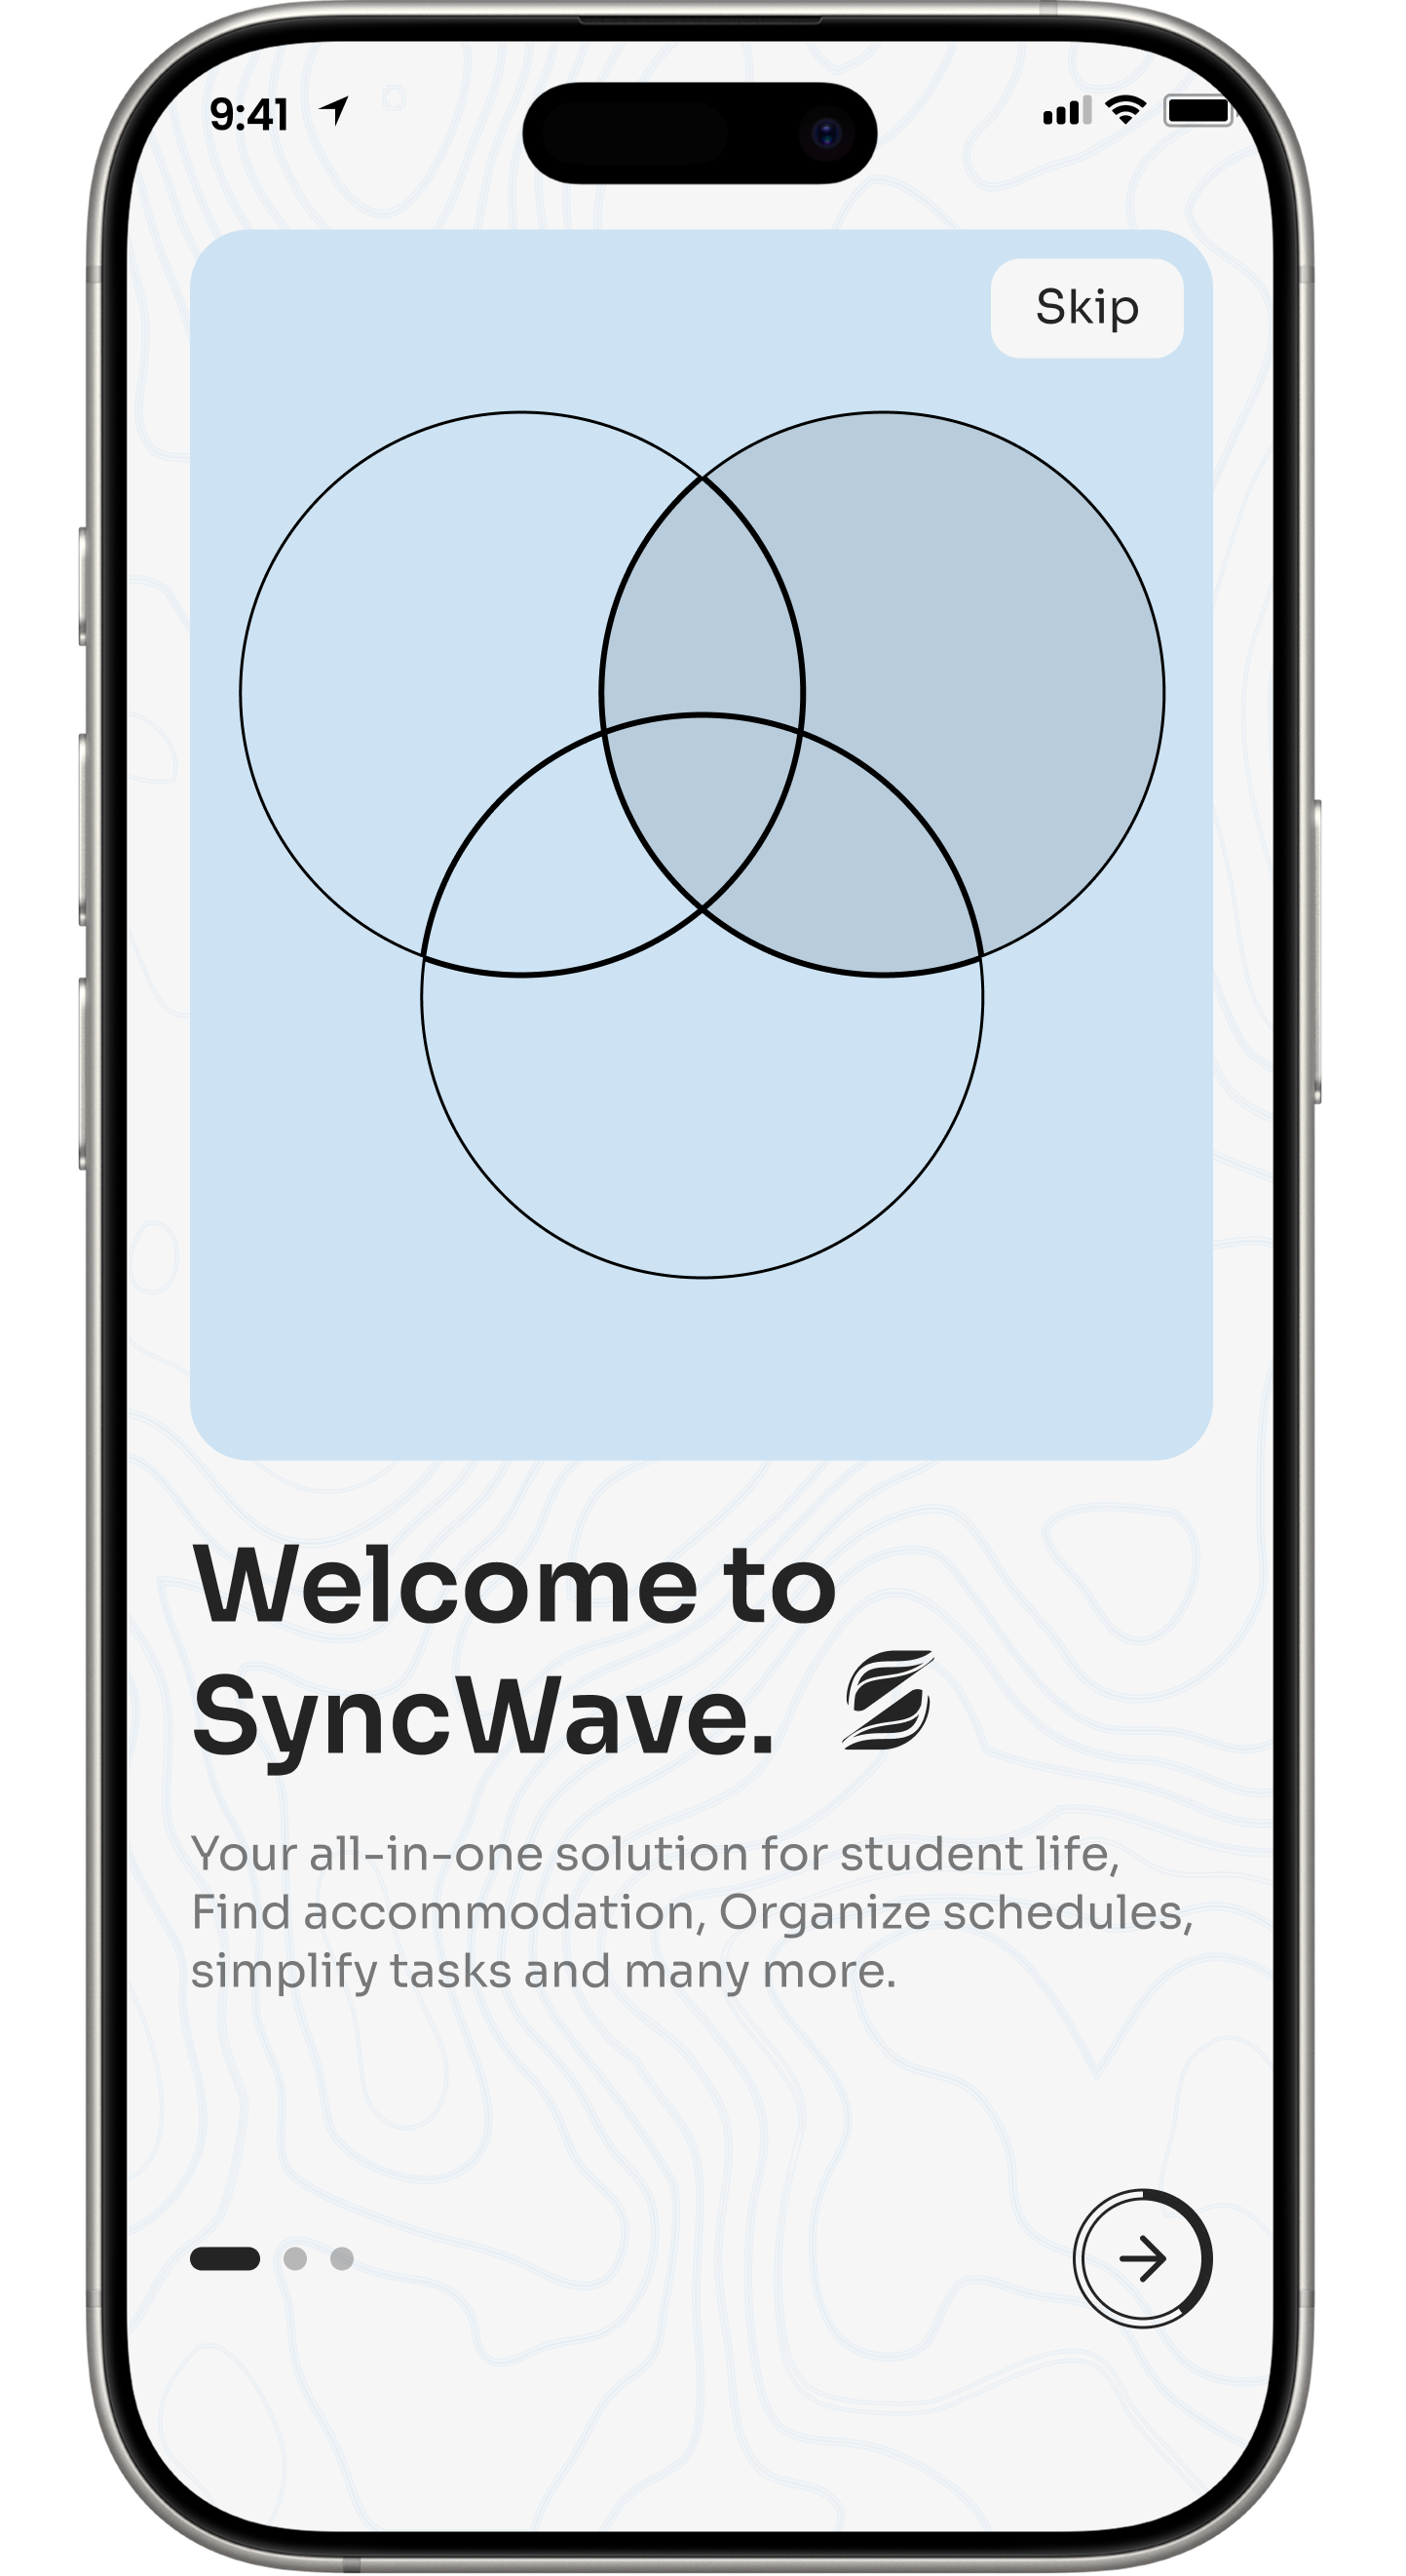 9:41
Skip
Welcome to
SyncWave.
Your all-in-one solution for student life,
Find accommodation, Organize schedules,
simplify tasks and many more.